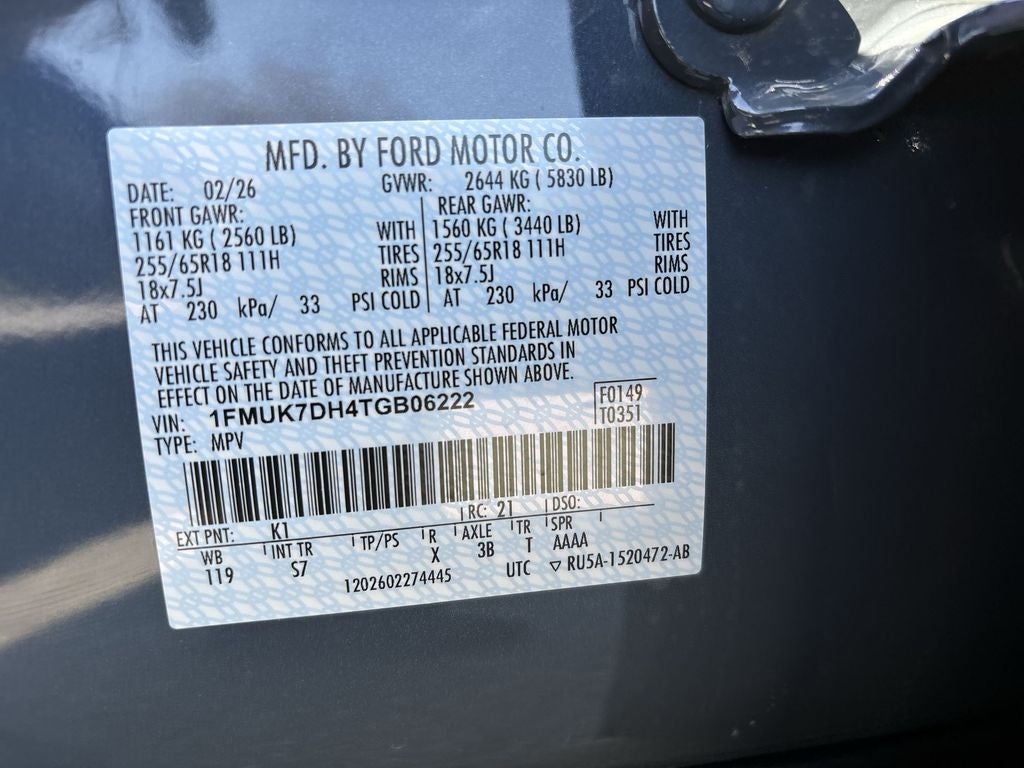 MFD. BY FORD MOTOR CO.
DATE: 02/26 GVWR: 2644 KG ( 5830 LB)
FRONT GAWR: REAR GAWR:
1161 KG ( 2560 LB) WITH 1560 KG ( 3440 LB) WITH
255/65R18 111H TIRES 255/65R18 111H TIRES
18x7.5J RIMS 18x7.5J RIMS
AT 230 kPa/ 33 PSI COLD AT 230 kPa/ 33 PSI COLD
THIS VEHICLE CONFORMS TO ALL APPLICABLE FEDERAL MOTOR
VEHICLE SAFETY AND THEFT PREVENTION STANDARDS IN
EFFECT ON THE DATE OF MANUFACTURE SHOWN ABOVE.
VIN: 1FMUK7DH4TGB06222 F0149
TYPE: MPV T0351
EXT PNT: K1 RC: 21 DSO:
WB INT TR TP/PS R AXLE TR SPR
119 S7 X 3B T AAAA
1202602274445 UTC ▽ RU5A-1520472-AB